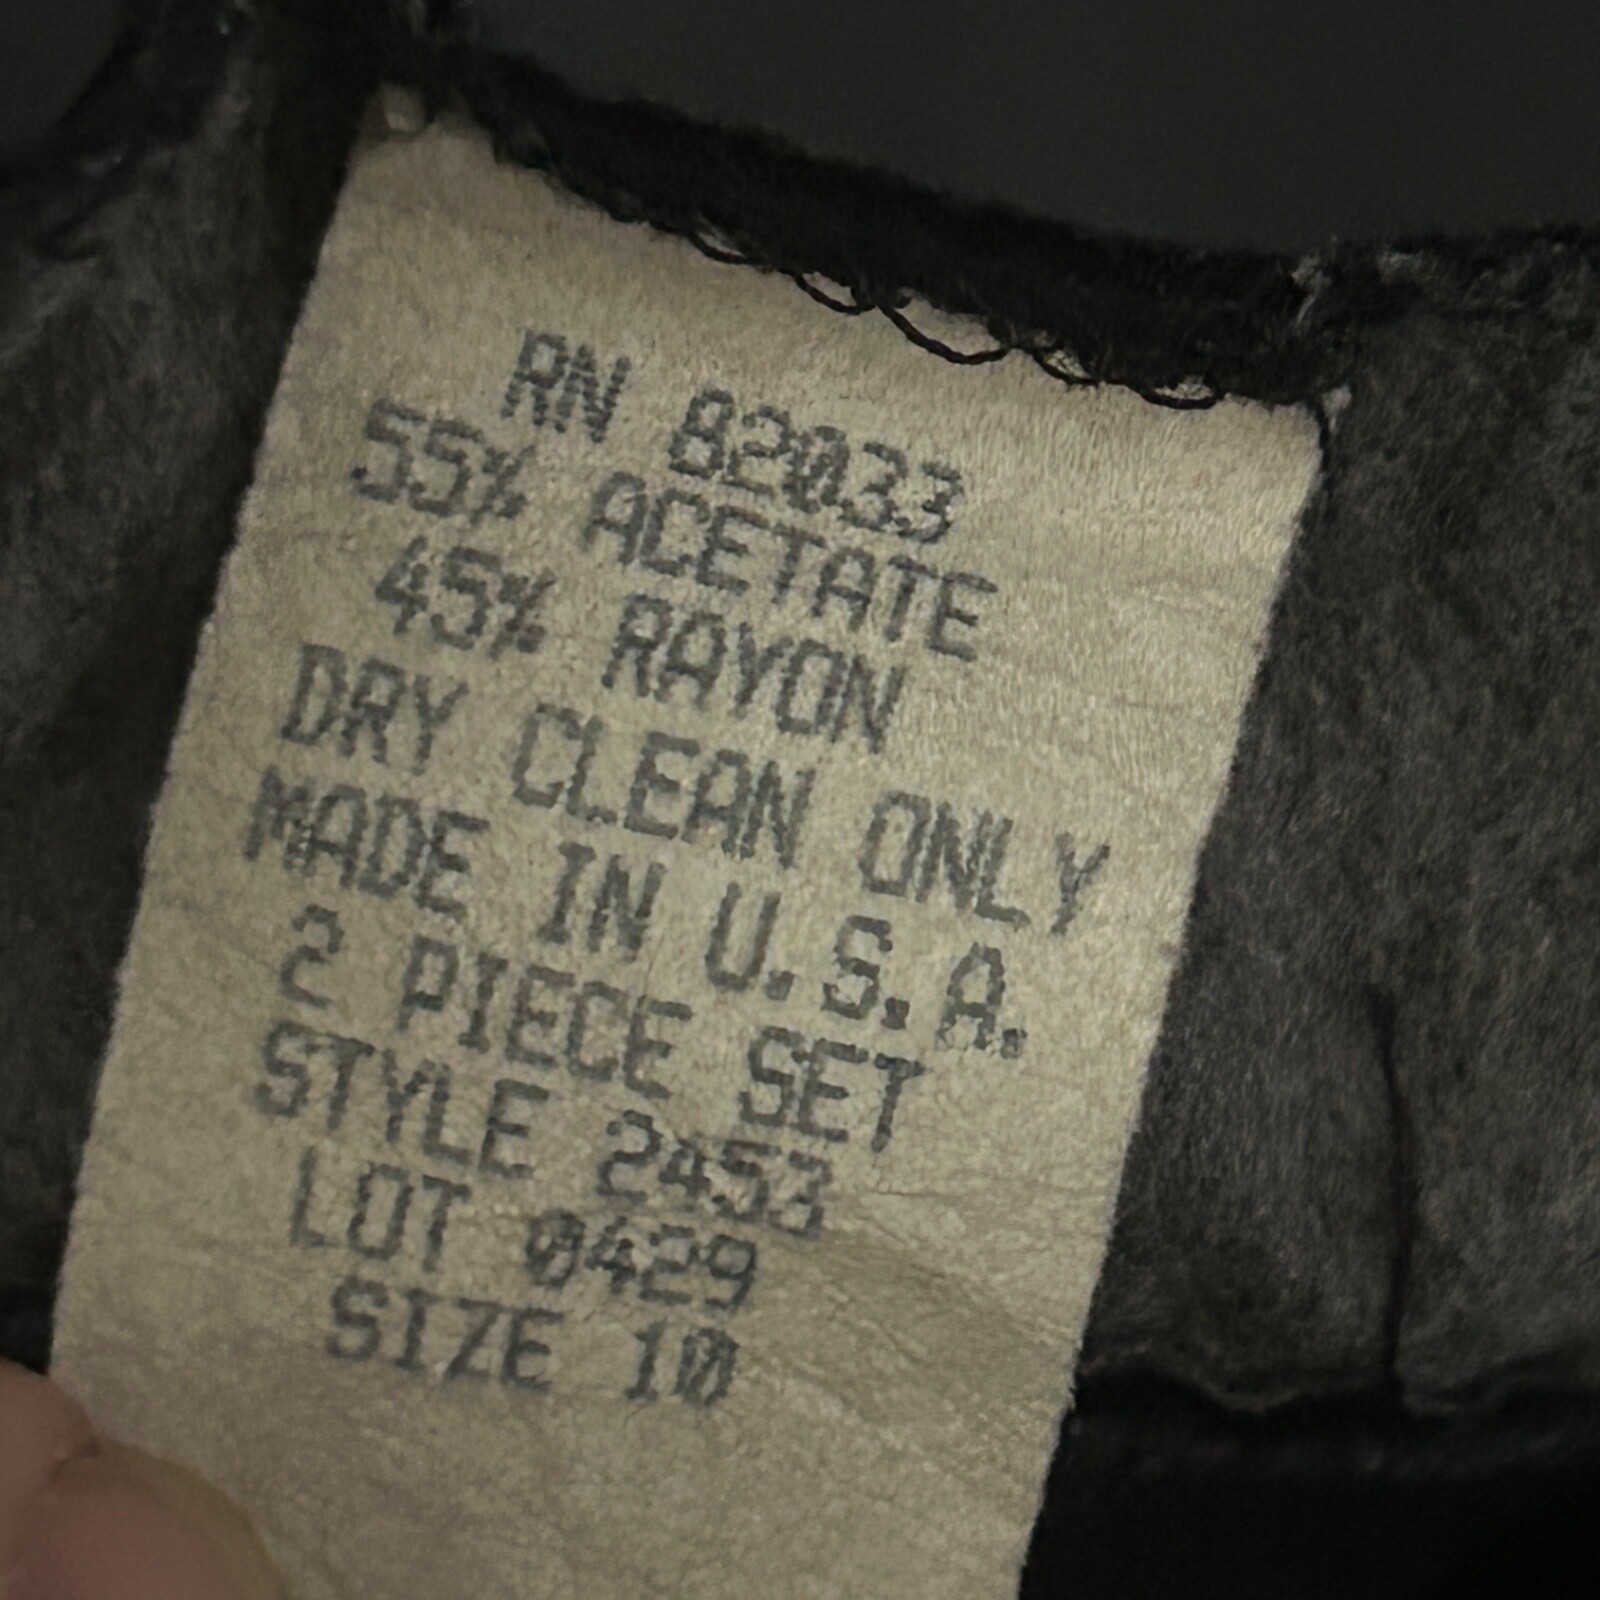 RN 82033
55% ACETATE
45% RAYON
DRY CLEAN ONLY
MADE IN U.S.A.
2 PIECE SET
STYLE 2453
LOT 0429
SIZE 10